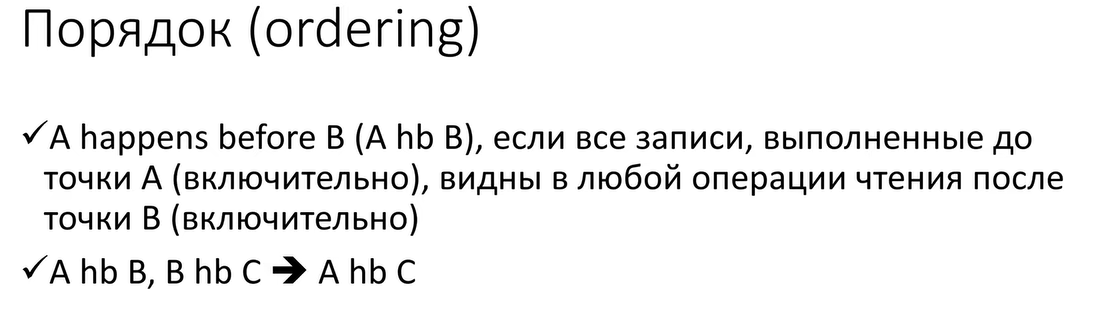 Порядок (ordering)
✓A happens before B (A hb B), если все записи, выполненные до
точки A (включительно), видны в любой операции чтения после
точки B (включительно)
✓A hb B, B hb C ➔ A hb C